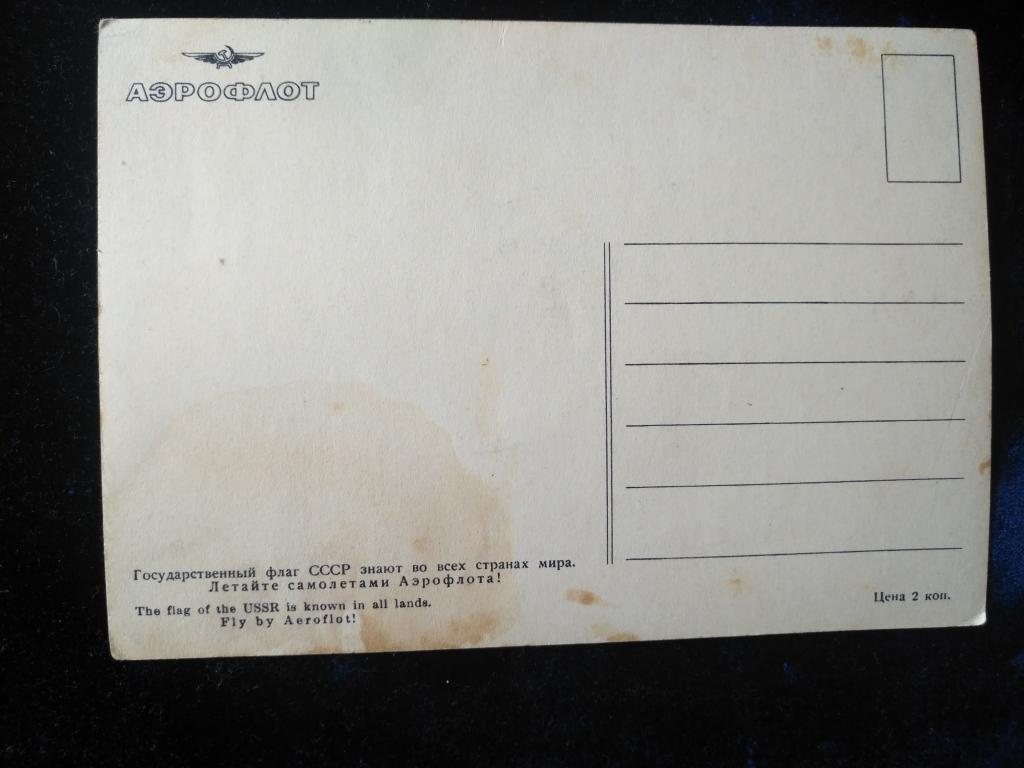 АЭРОФЛОТ
Государственный флаг СССР знают во всех странах мира.
Летайте самолетами Аэрофлота!
The flag of the USSR is known in all lands.
Fly by Aeroflot!
Цена 2 коп.